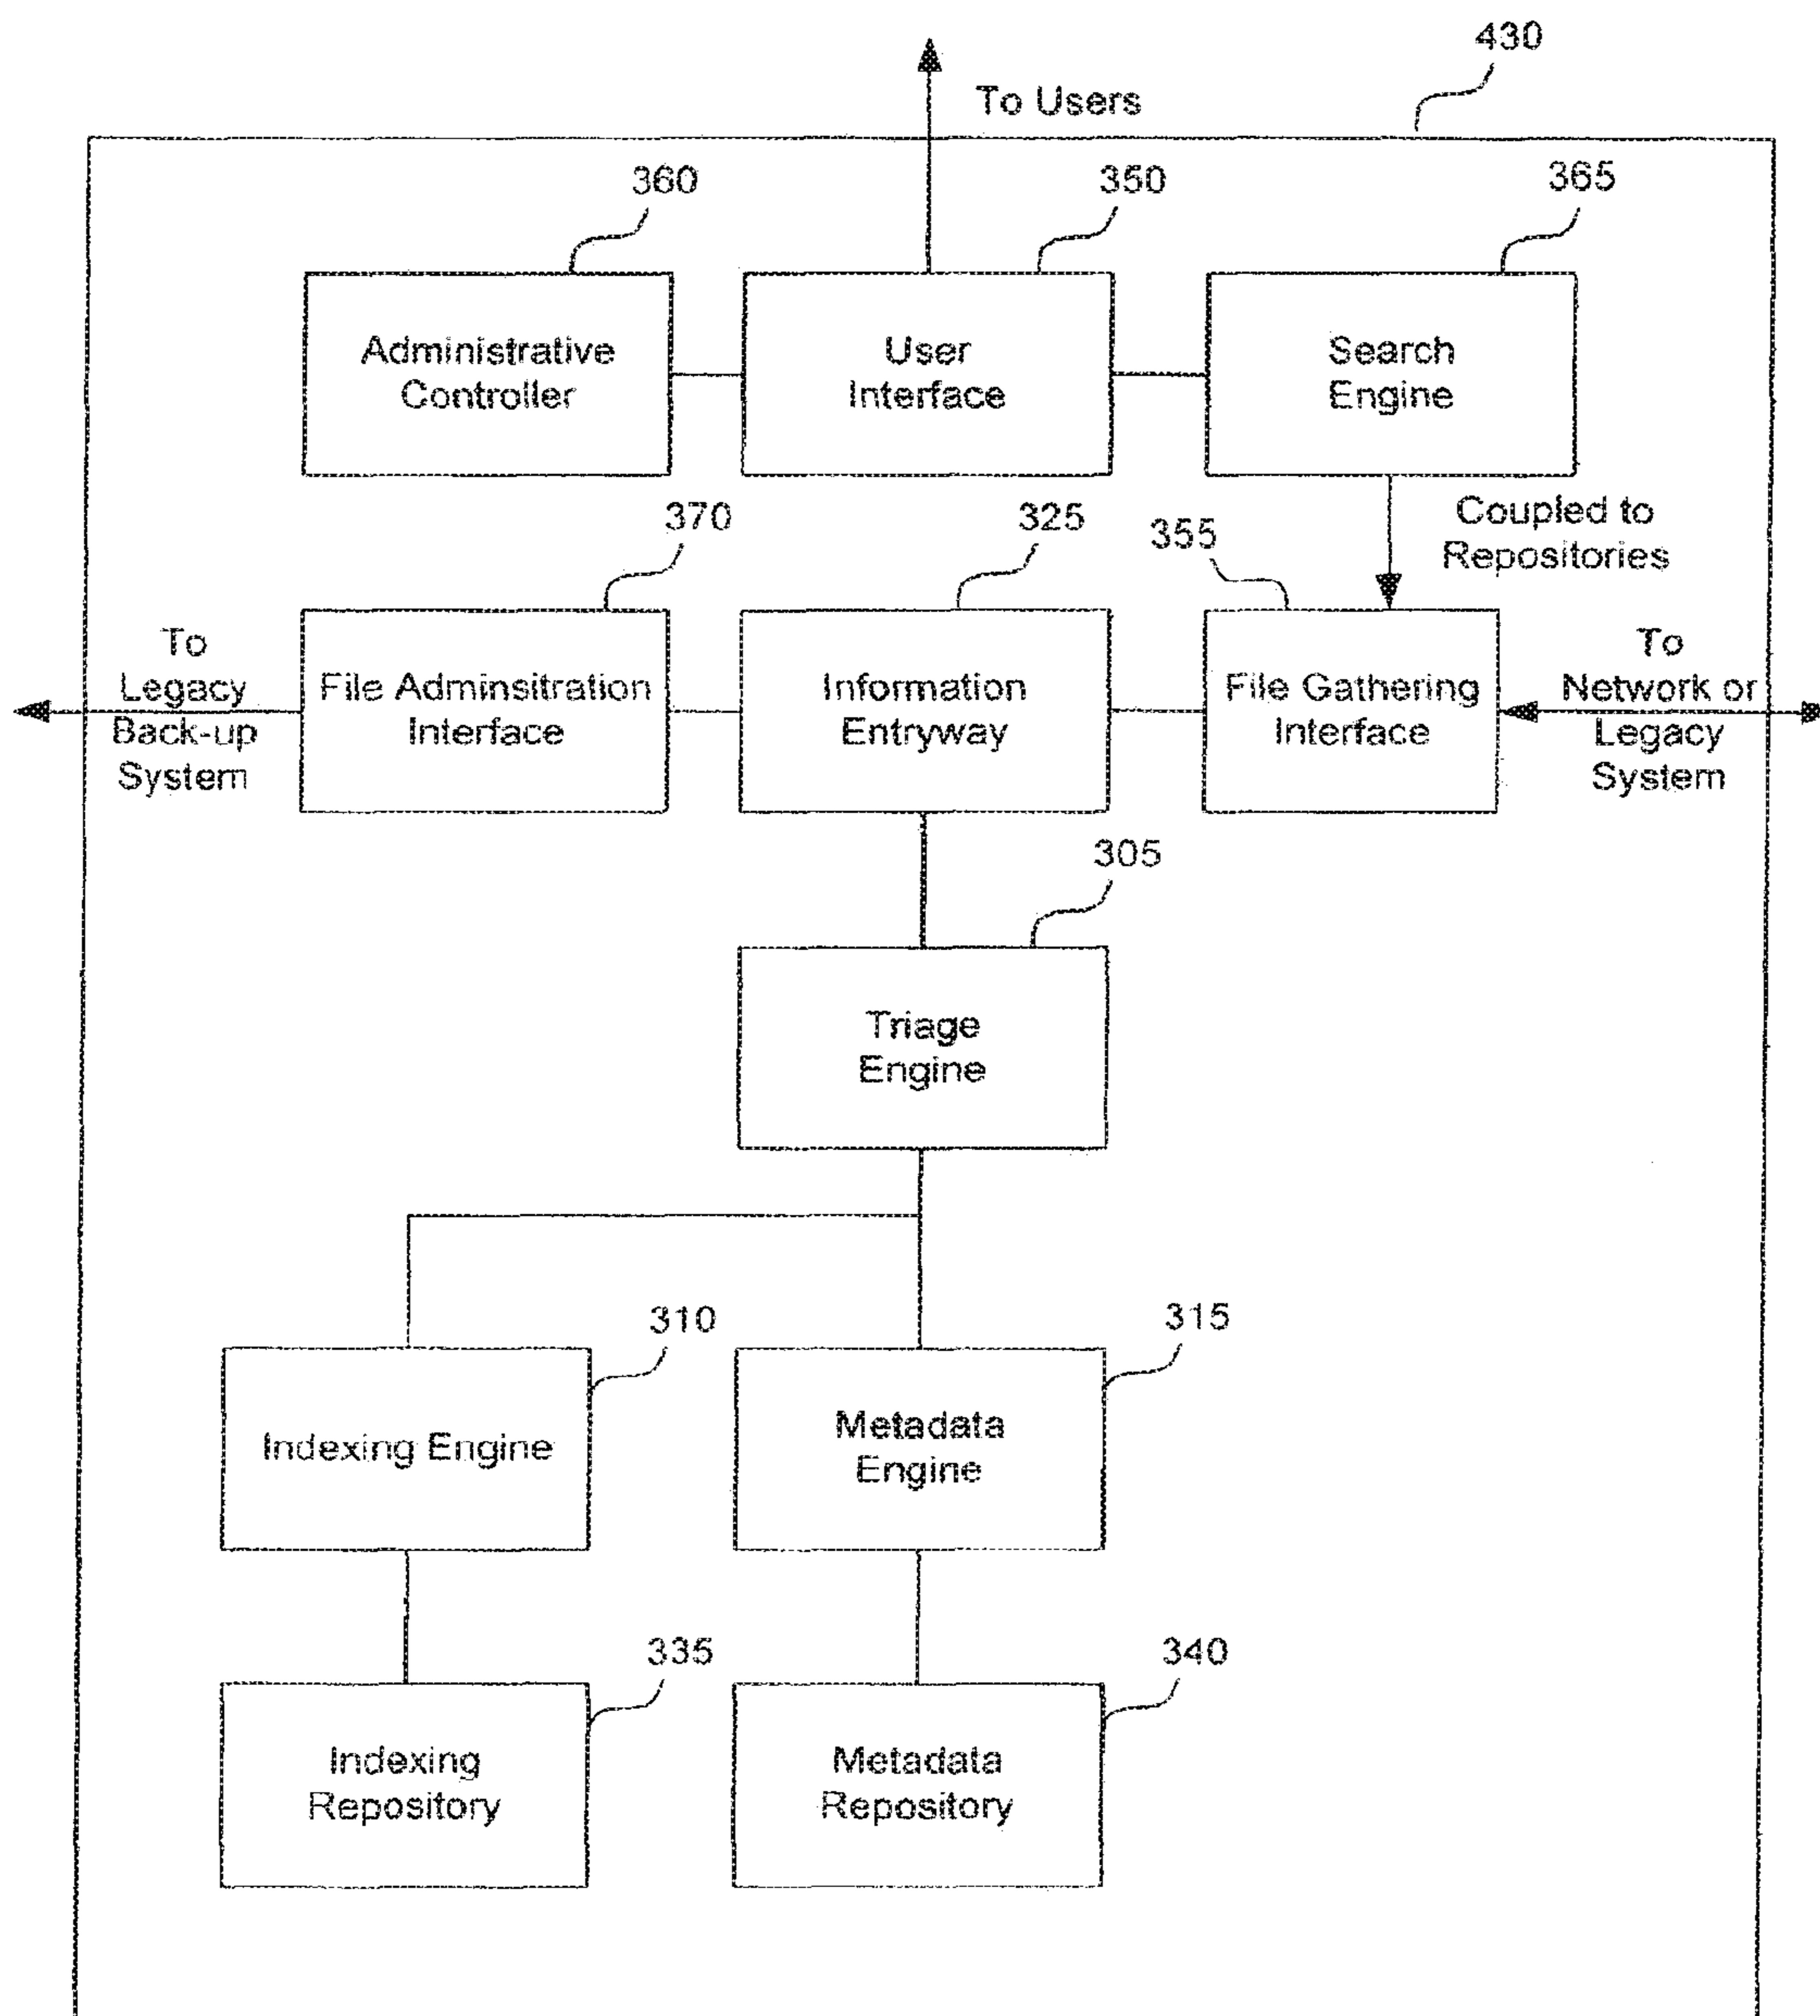 430
To Users
360
350
365
Administrative
Controller
User
Interface
Search
Engine
370
325
355
Coupled to
Repositories
To
Legacy
Back-up
System
File Adminsitration
Interface
Information
Entryway
File Gathering
Interface
To
Network or
Legacy
System
305
Triage
Engine
310
315
Indexing Engine
Metadata
Engine
335
340
Indexing
Repository
Metadata
Repository